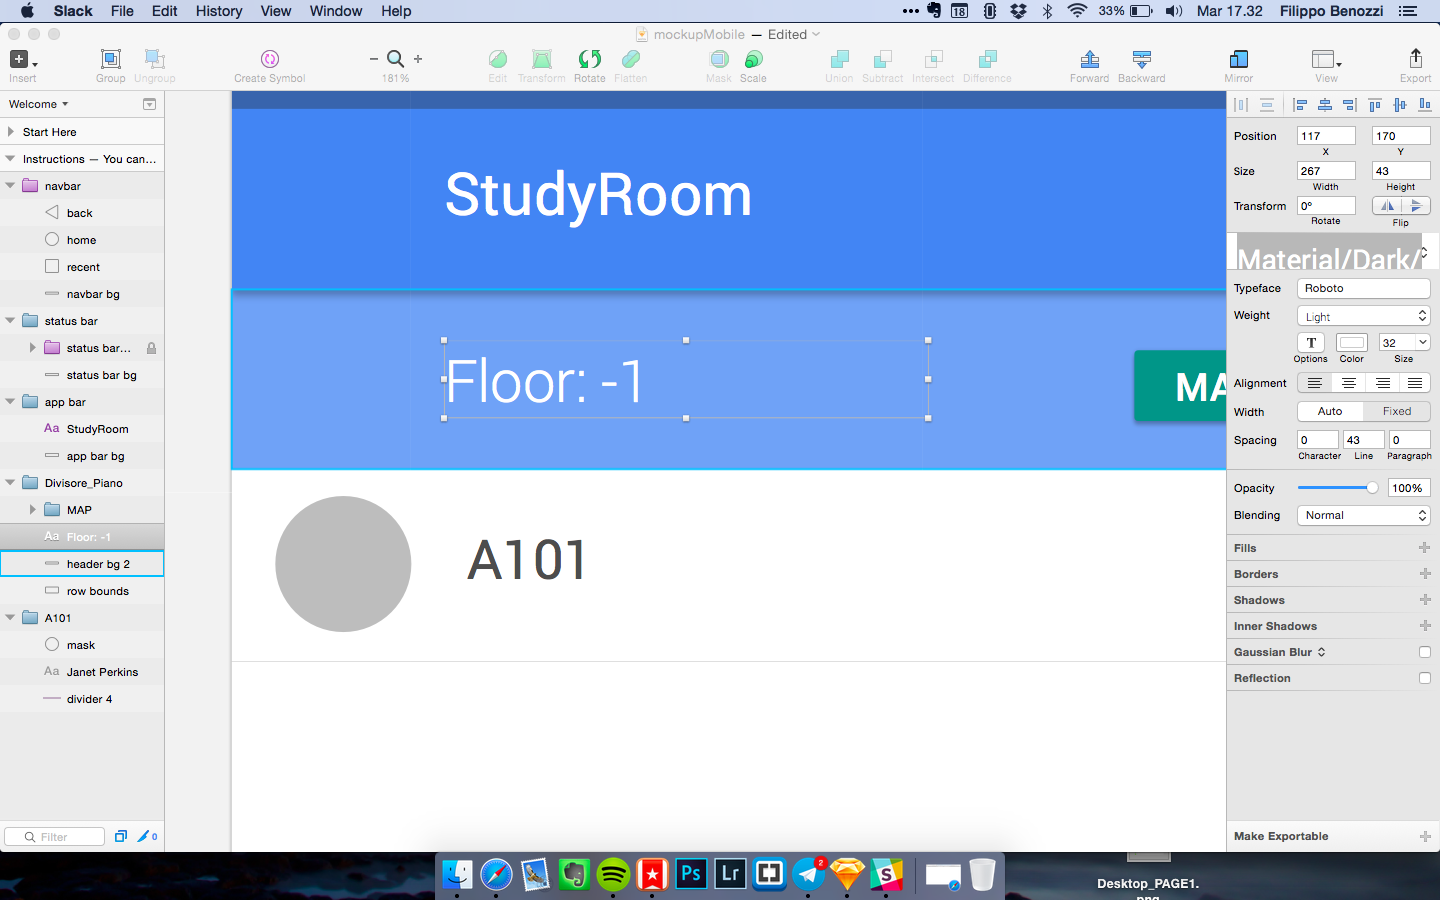 Slack File Edit History View Window Help 18 33% Mar 17.32 Filippo Benozzi
mockupMobile — Edited
Insert Group Ungroup Create Symbol 181% Edit Transform Rotate Flatten Mask Scale Union Subtract Intersect Difference Forward Backward Mirror View Export
Welcome
Start Here
Instructions — You can...
navbar
back
home
recent
navbar bg
status bar
status bar...
status bar bg
app bar
Aa StudyRoom
app bar bg
Divisore_Piano
MAP
Aa Floor: -1
header bg 2
row bounds
A101
mask
Aa Janet Perkins
divider 4
Filter 0
StudyRoom
Floor: -1
MA
A101
Position 117 170
X Y
Size 267 43
Width Height
Transform 0°
Rotate Flip
Material/Dark/
Typeface Roboto
Weight Light
T 32
Options Color Size
Alignment
Width Auto Fixed
Spacing 0 43 0
Character Line Paragraph
Opacity 100%
Blending Normal
Fills
Borders
Shadows
Inner Shadows
Gaussian Blur
Reflection
Make Exportable
Ps Lr 2 S
Desktop_PAGE1.
png